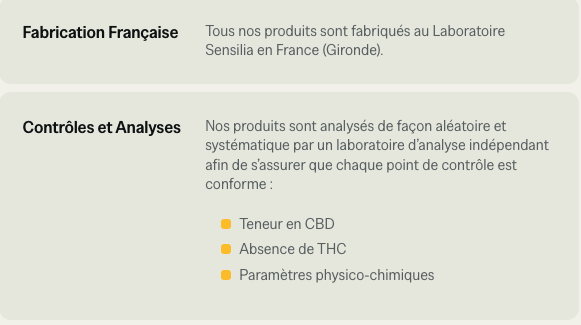 Fabrication Française
Tous nos produits sont fabriqués au Laboratoire
Sensilia en France (Gironde).
Contrôles et Analyses
Nos produits sont analysés de façon aléatoire et
systématique par un laboratoire d'analyse indépendant
afin de s'assurer que chaque point de contrôle est
conforme :
Teneur en CBD
Absence de THC
Paramètres physico-chimiques